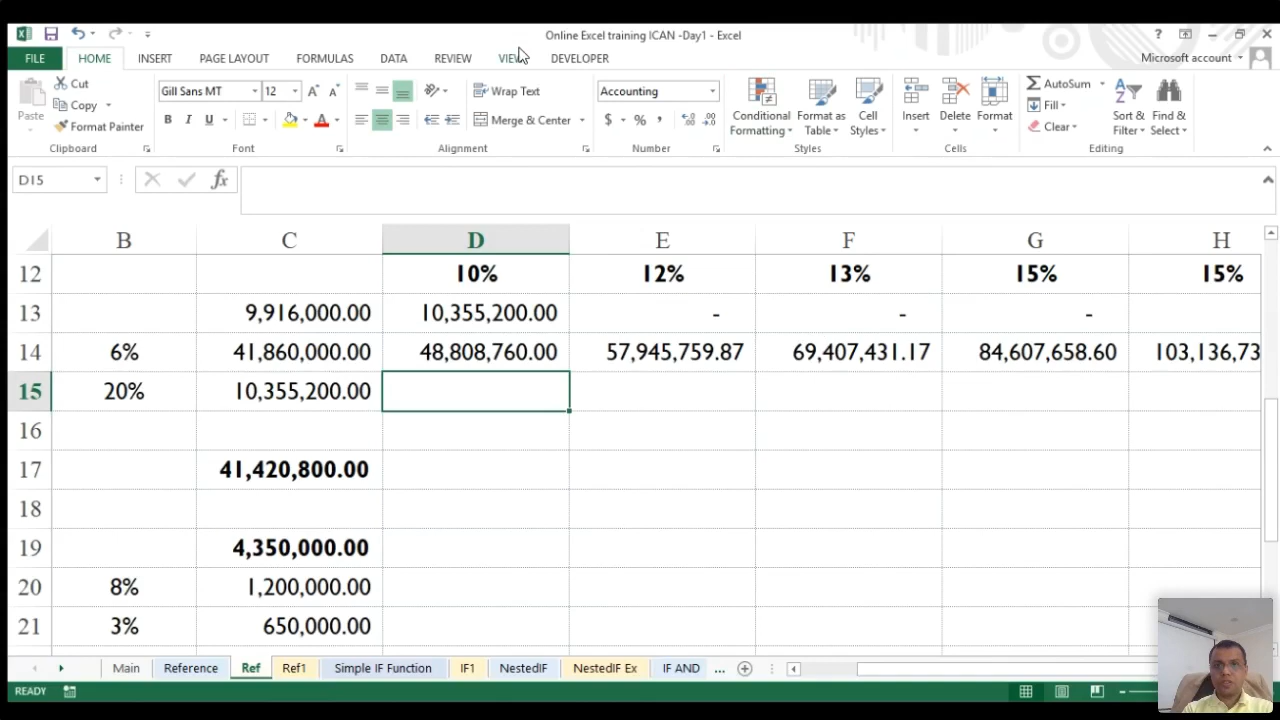 Online Excel training ICAN -Day1 - Excel
FILE HOME INSERT PAGE LAYOUT FORMULAS DATA REVIEW VIEW DEVELOPER Microsoft account
Paste
Cut
Copy
Format Painter
Clipboard
Gill Sans MT 12
B I U
Font
Wrap Text
Merge & Center
Alignment
Accounting
$ % ,
Number
Conditional Formatting
Format as Table
Cell Styles
Styles
Insert Delete Format
Cells
AutoSum
Fill
Clear
Sort & Filter
Find & Select
Editing
D15 fx
B C D E F G H
12 10% 12% 13% 15% 15%
13 9,916,000.00 10,355,200.00 - - -
14 6% 41,860,000.00 48,808,760.00 57,945,759.87 69,407,431.17 84,607,658.60 103,136,73
15 20% 10,355,200.00
16
17 41,420,800.00
18
19 4,350,000.00
20 8% 1,200,000.00
21 3% 650,000.00
Main Reference Ref Ref1 Simple IF Function IF1 NestedIF NestedIF Ex IF AND ...
READY